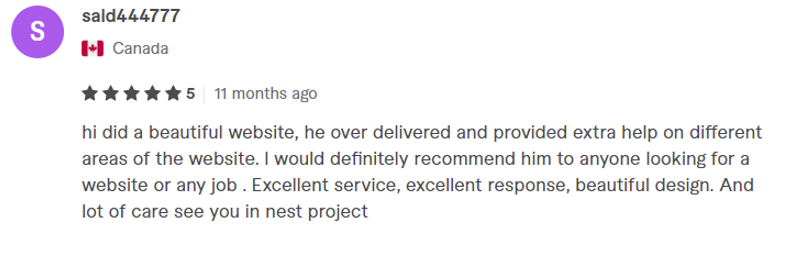 S
sald444777
Canada
5
11 months ago
hi did a beautiful website, he over delivered and provided extra help on different
areas of the website. I would definitely recommend him to anyone looking for a
website or any job . Excellent service, excellent response, beautiful design. And
lot of care see you in nest project